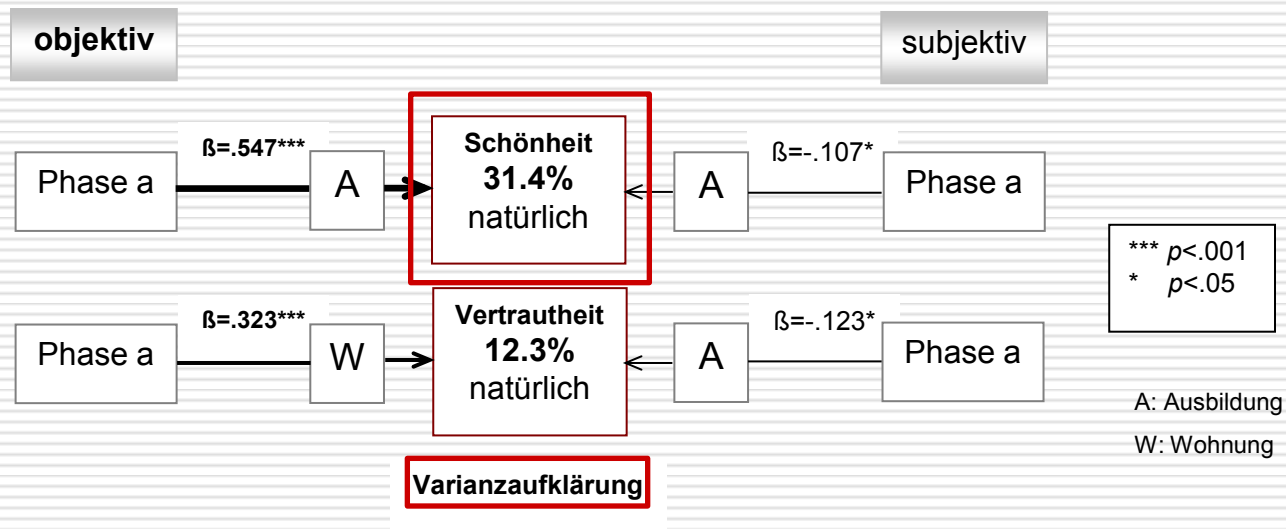 objektiv
subjektiv
ß=.547***
Phase a
A
Schönheit
31.4%
natürlich
A
ß=-.107*
Phase a
*** p<.001
* p<.05
ß=.323***
Phase a
W
Vertrautheit
12.3%
natürlich
A
ß=-.123*
Phase a
A: Ausbildung
W: Wohnung
Varianzaufklärung